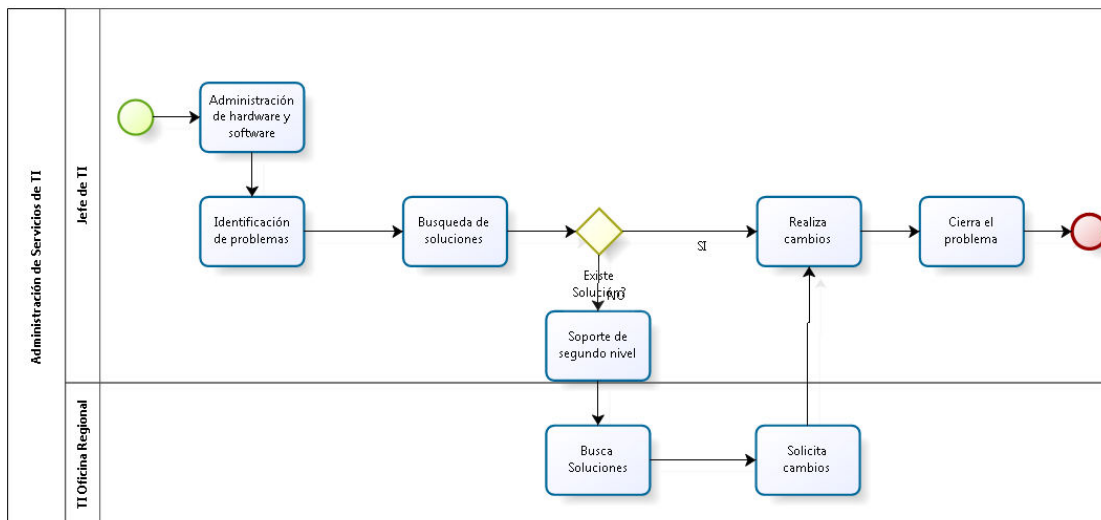 Administración de Servicios de TI
Jefe de TI
Administración
de hardware y
software
Identificación
de problemas
Busqueda de
soluciones
Existe
Solución?
SI
NO
Realiza
cambios
Cierra el
problema
Soporte de
segundo nivel
TI Oficina Regional
Busca
Soluciones
Solicita
cambios